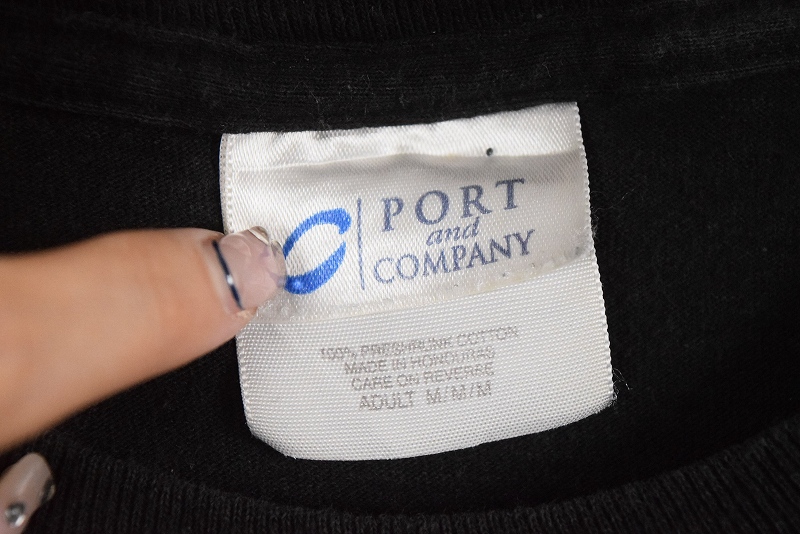 PORT
and
COMPANY
100% PRESHRUNK COTTON
MADE IN HONDURAS
CARE ON REVERSE
ADULT M/M/M